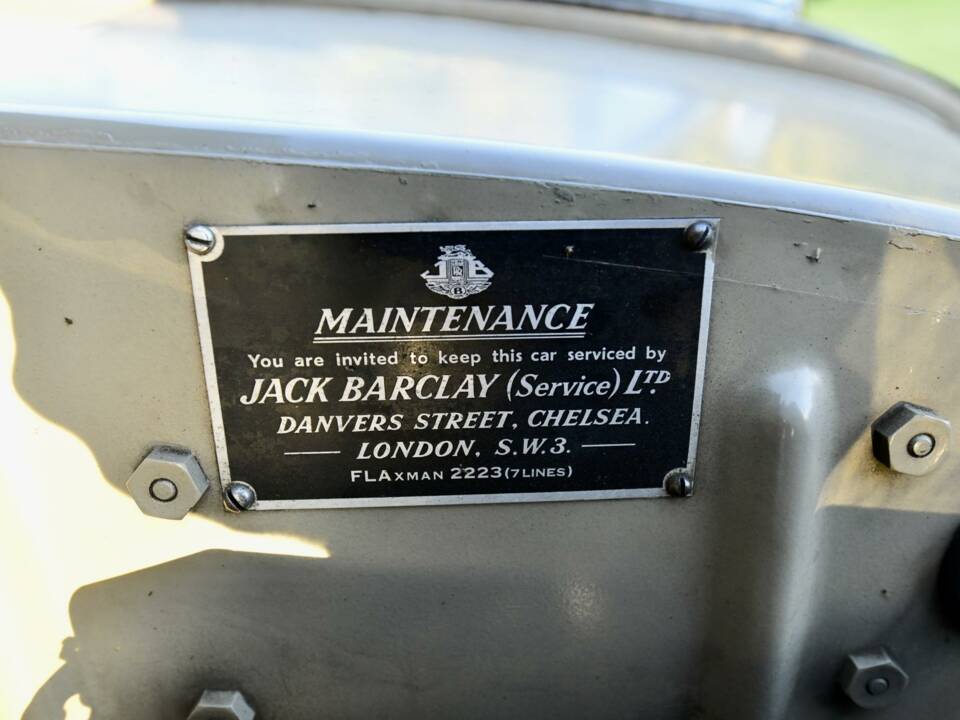 JB
B
MAINTENANCE
You are invited to keep this car serviced by
JACK BARCLAY (Service) LTD.
DANVERS STREET, CHELSEA.
LONDON, S.W.3.
FLAXMAN 2223 (7 LINES)